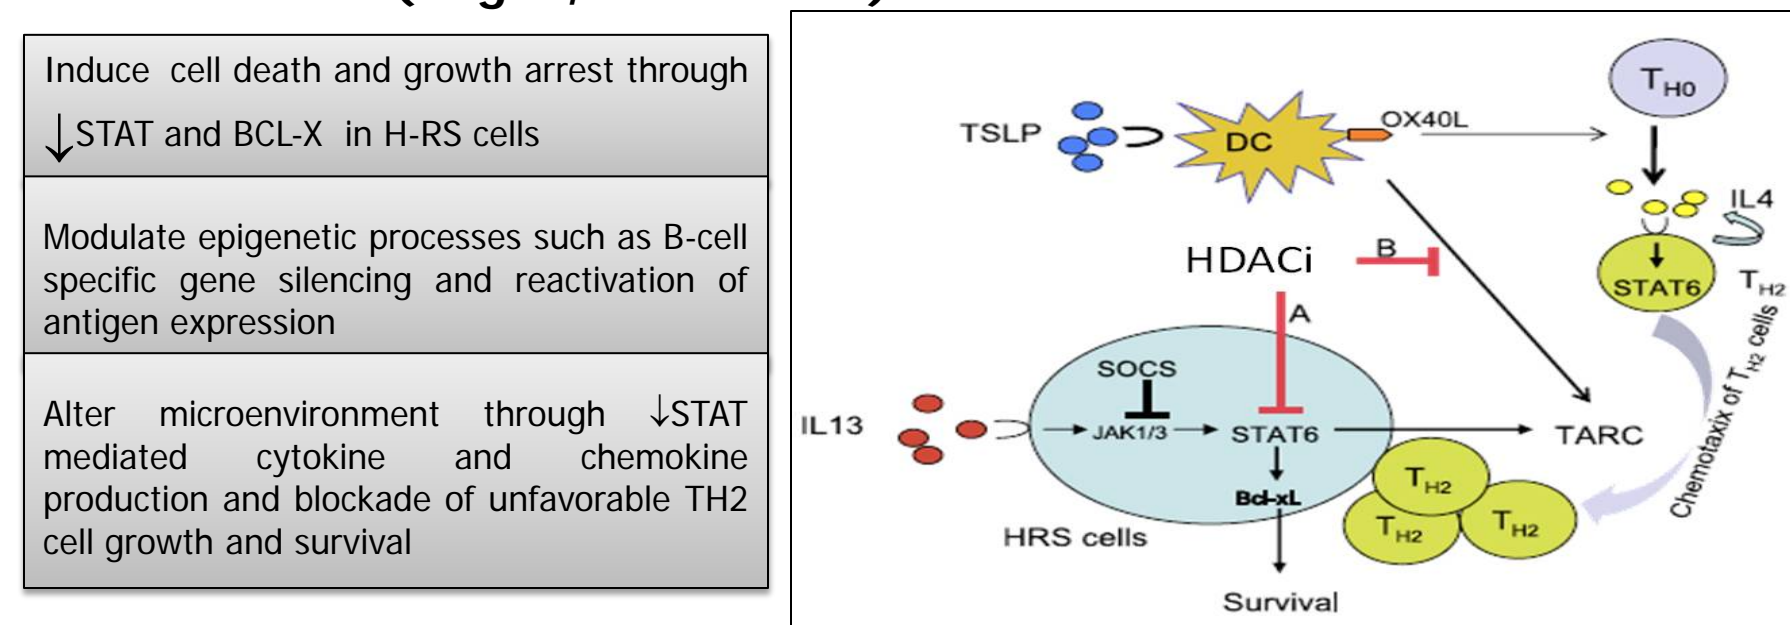 Induce cell death and growth arrest through
↓STAT and BCL-X in H-RS cells
Modulate epigenetic processes such as B-cell
specific gene silencing and reactivation of
antigen expression
Alter microenvironment through ↓STAT
mediated cytokine and chemokine
production and blockade of unfavorable TH2
cell growth and survival
TH0
OX40L
TSLP
DC
IL4
HDACi
B
STAT6
TH2
A
Chemotaxix of TH2 cells
SOCS
IL13
JAK1/3
STAT6
TARC
Bcl-xL
TH2
TH2
TH2
HRS cells
Survival